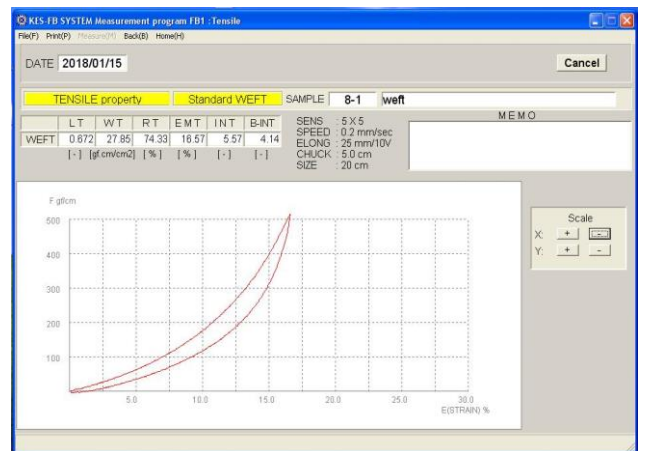 KES-FB SYSTEM Measurement program FB1 : Tensile
File(F) Print(P) Measure(M) Back(B) Home(H)
DATE 2018/01/15 Cancel
TENSILE property Standard WEFT SAMPLE 8-1 weft
LT WT RT EMT INT B-INT
WEFT 0.672 27.85 74.33 16.57 5.57 4.14
[-] [gf.cm/cm2] [%] [%] [-] [-]
SENS : 5 X 5
SPEED : 0.2 mm/sec
ELONG : 25 mm/10V
CHUCK : 5.0 cm
SIZE : 20 cm
MEMO
F gf/cm
500
400
300
200
100
5.0 10.0 15.0 20.0 25.0 30.0
E(STRAIN) %
Scale
X: + -
Y: + -